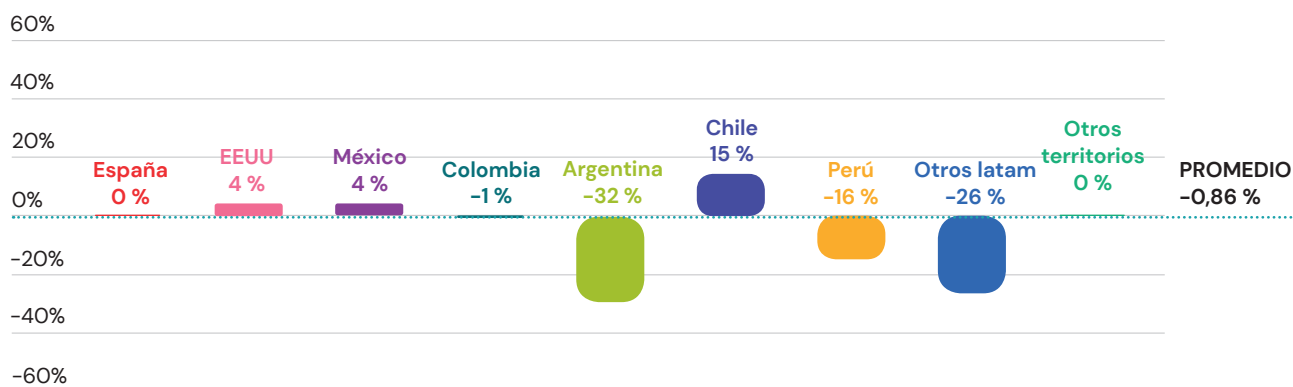 60%
40%
20%
0%
-20%
-40%
-60%
España
0 %
EEUU
4 %
México
4 %
Colombia
-1 %
Argentina
-32 %
Chile
15 %
Perú
-16 %
Otros latam
-26 %
Otros
territorios
0 %
PROMEDIO
-0,86 %